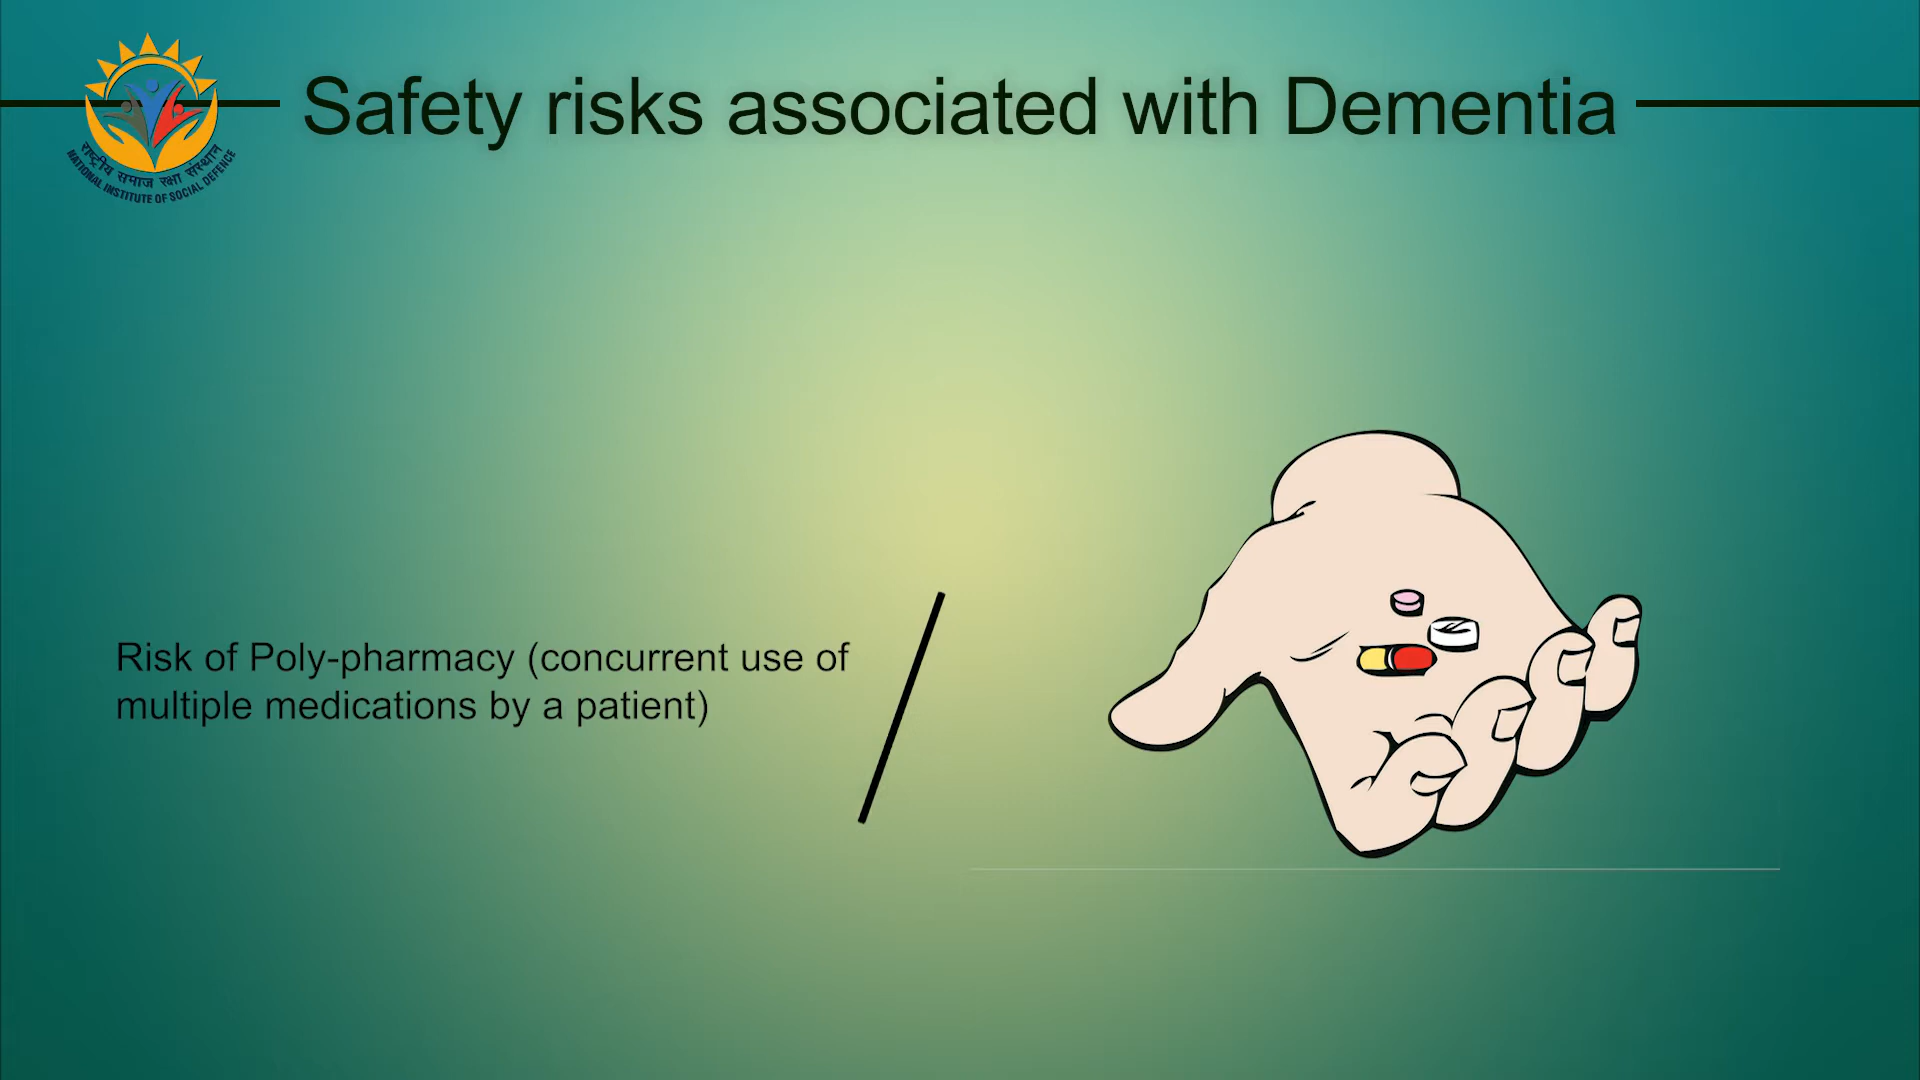 Safety risks associated with Dementia
राष्ट्रीय समाज रक्षा संस्थान
NATIONAL INSTITUTE OF SOCIAL DEFENCE
Risk of Poly-pharmacy (concurrent use of
multiple medications by a patient)